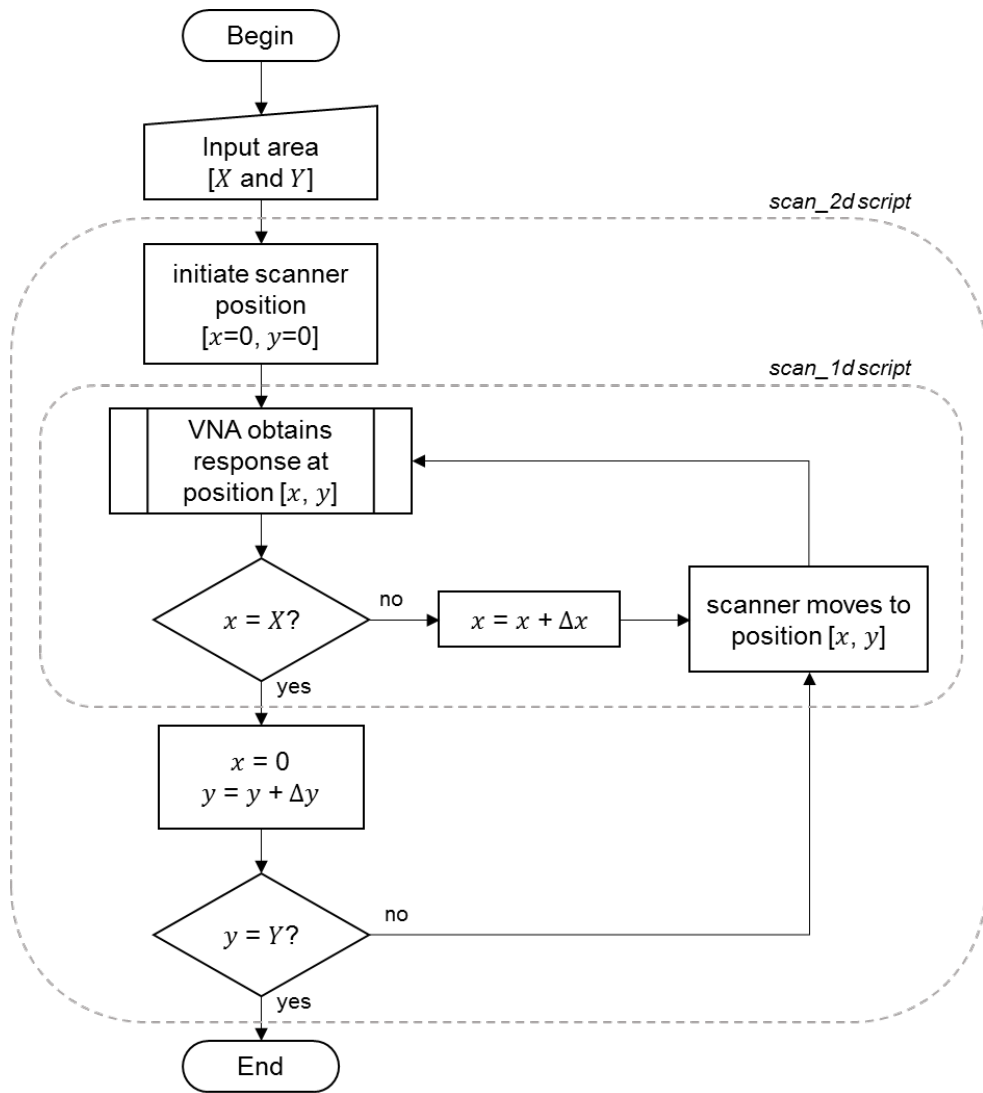 Begin
Input area
[X and Y]
scan_2d script
initiate scanner
position
[x=0, y=0]
scan_1d script
VNA obtains
response at
position [x, y]
x = X?
no
x = x + Δx
scanner moves to
position [x, y]
yes
x = 0
y = y + Δy
y = Y?
no
yes
End